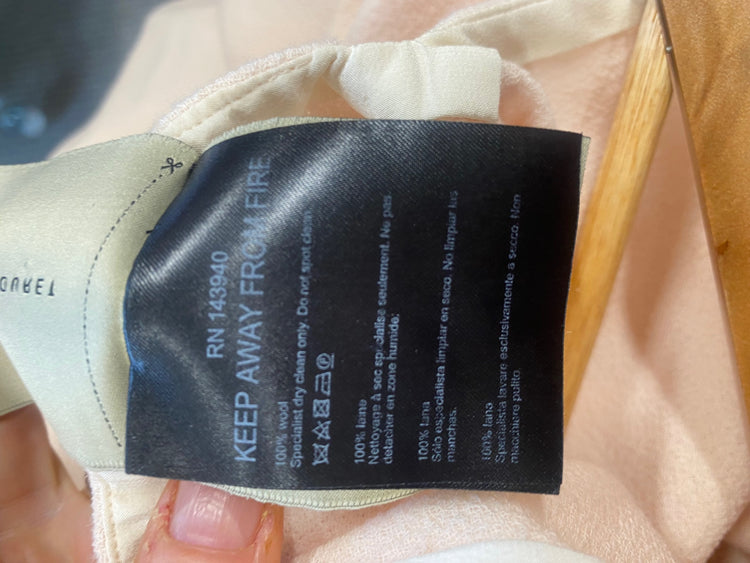 RN 143940
KEEP AWAY FROM FIRE
100% wool
Specialist dry clean only. Do not spot clean.
100% laine
Nettoyage à sec spécialisé seulement. Ne pas
detacher en zone humide.
100% lana
Sólo especialista limpiar en seco. No limpiar las
manchas.
100% lana
Specialista lavare esclusivamente a secco. Non
macchiare pulito.